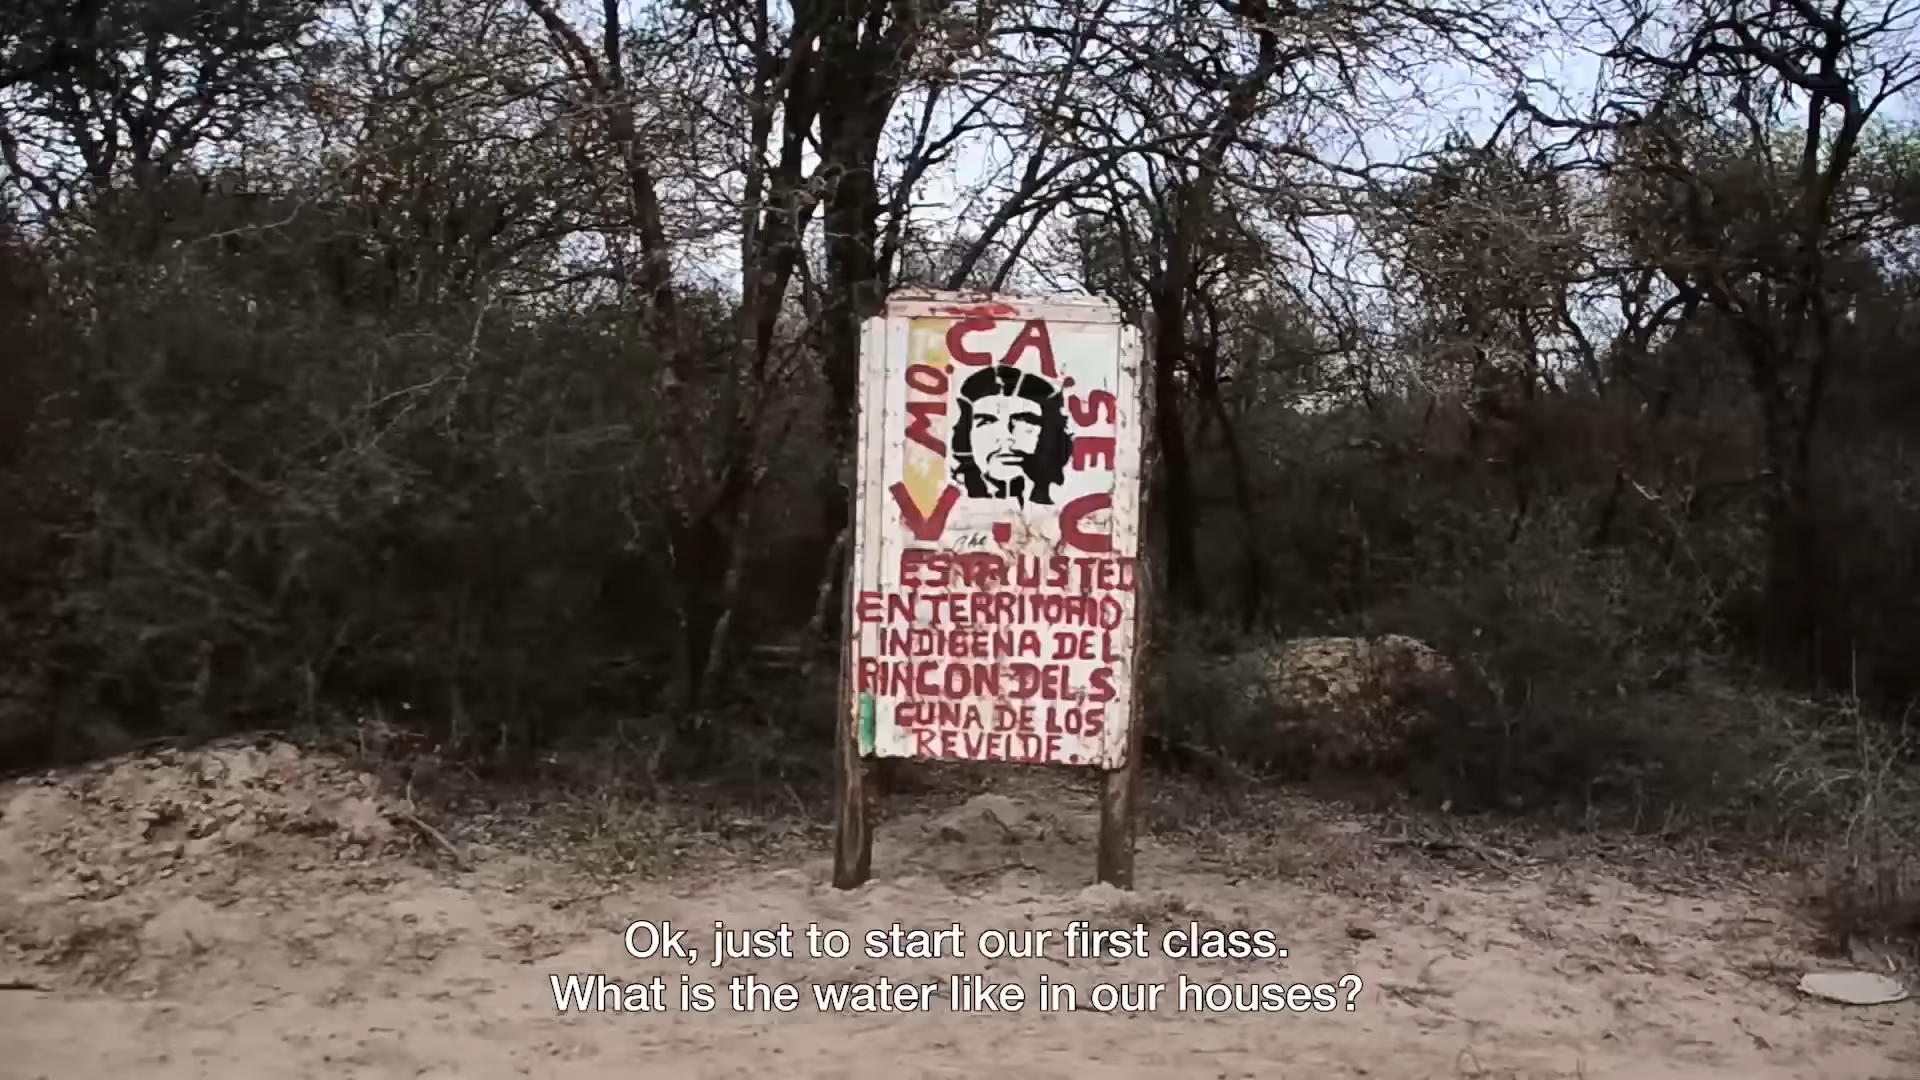 MO.CA.SE
V.C
Che
ESTA USTED
EN TERRITORIO
INDIGENA DEL
RINCON DEL S.
CUNA DE LOS
REVELDE.
Ok, just to start our first class.
What is the water like in our houses?